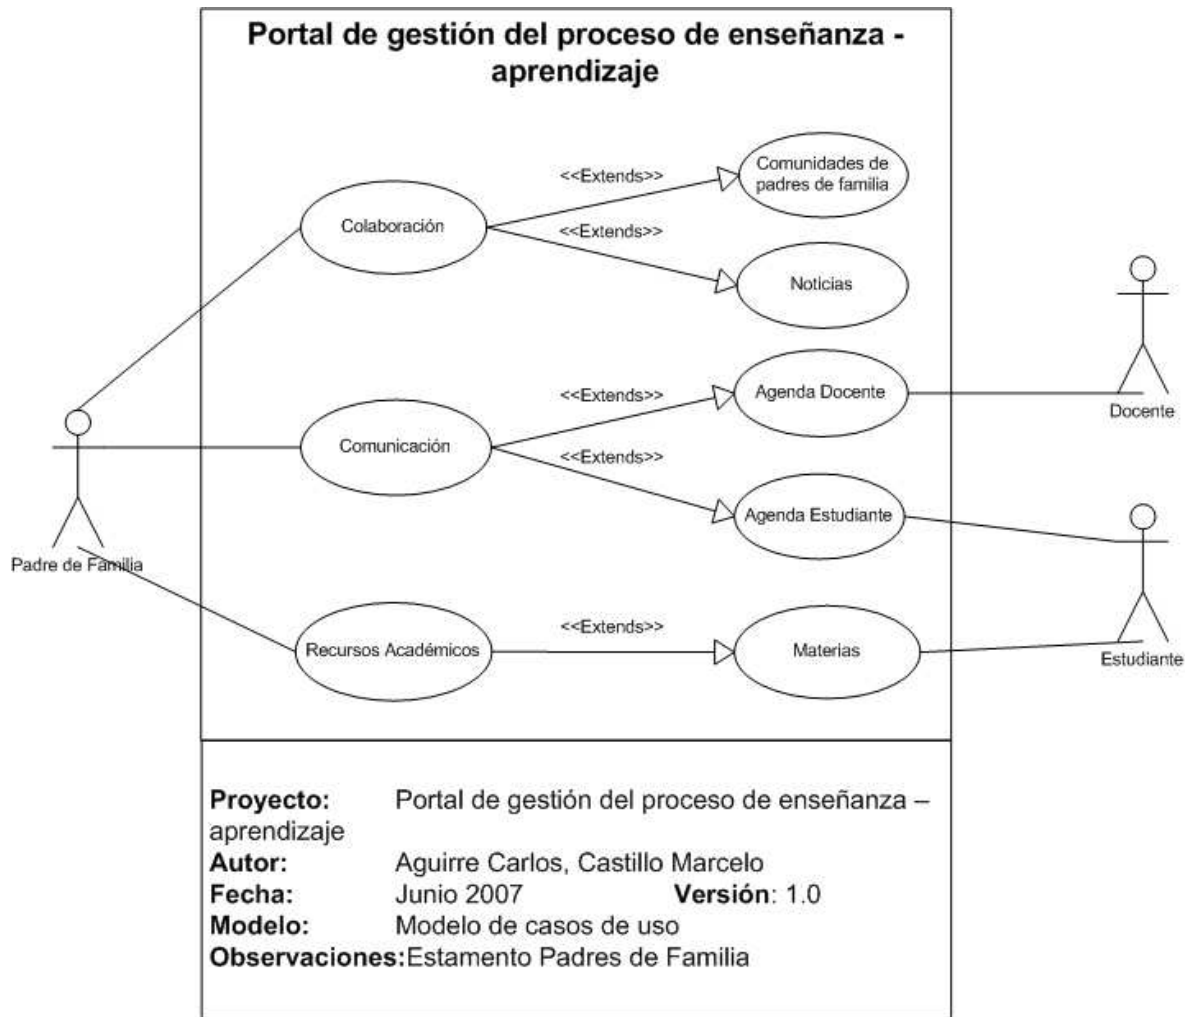 Portal de gestión del proceso de enseñanza -
aprendizaje
Comunidades de
padres de familia
<<Extends>>
Colaboración
<<Extends>>
Noticias
<<Extends>>
Agenda Docente
Docente
Comunicación
<<Extends>>
Agenda Estudiante
Padre de Familia
<<Extends>>
Recursos Académicos
Materias
Estudiante
Proyecto: Portal de gestión del proceso de enseñanza –
aprendizaje
Autor: Aguirre Carlos, Castillo Marcelo
Fecha: Junio 2007 Versión: 1.0
Modelo: Modelo de casos de uso
Observaciones:Estamento Padres de Familia